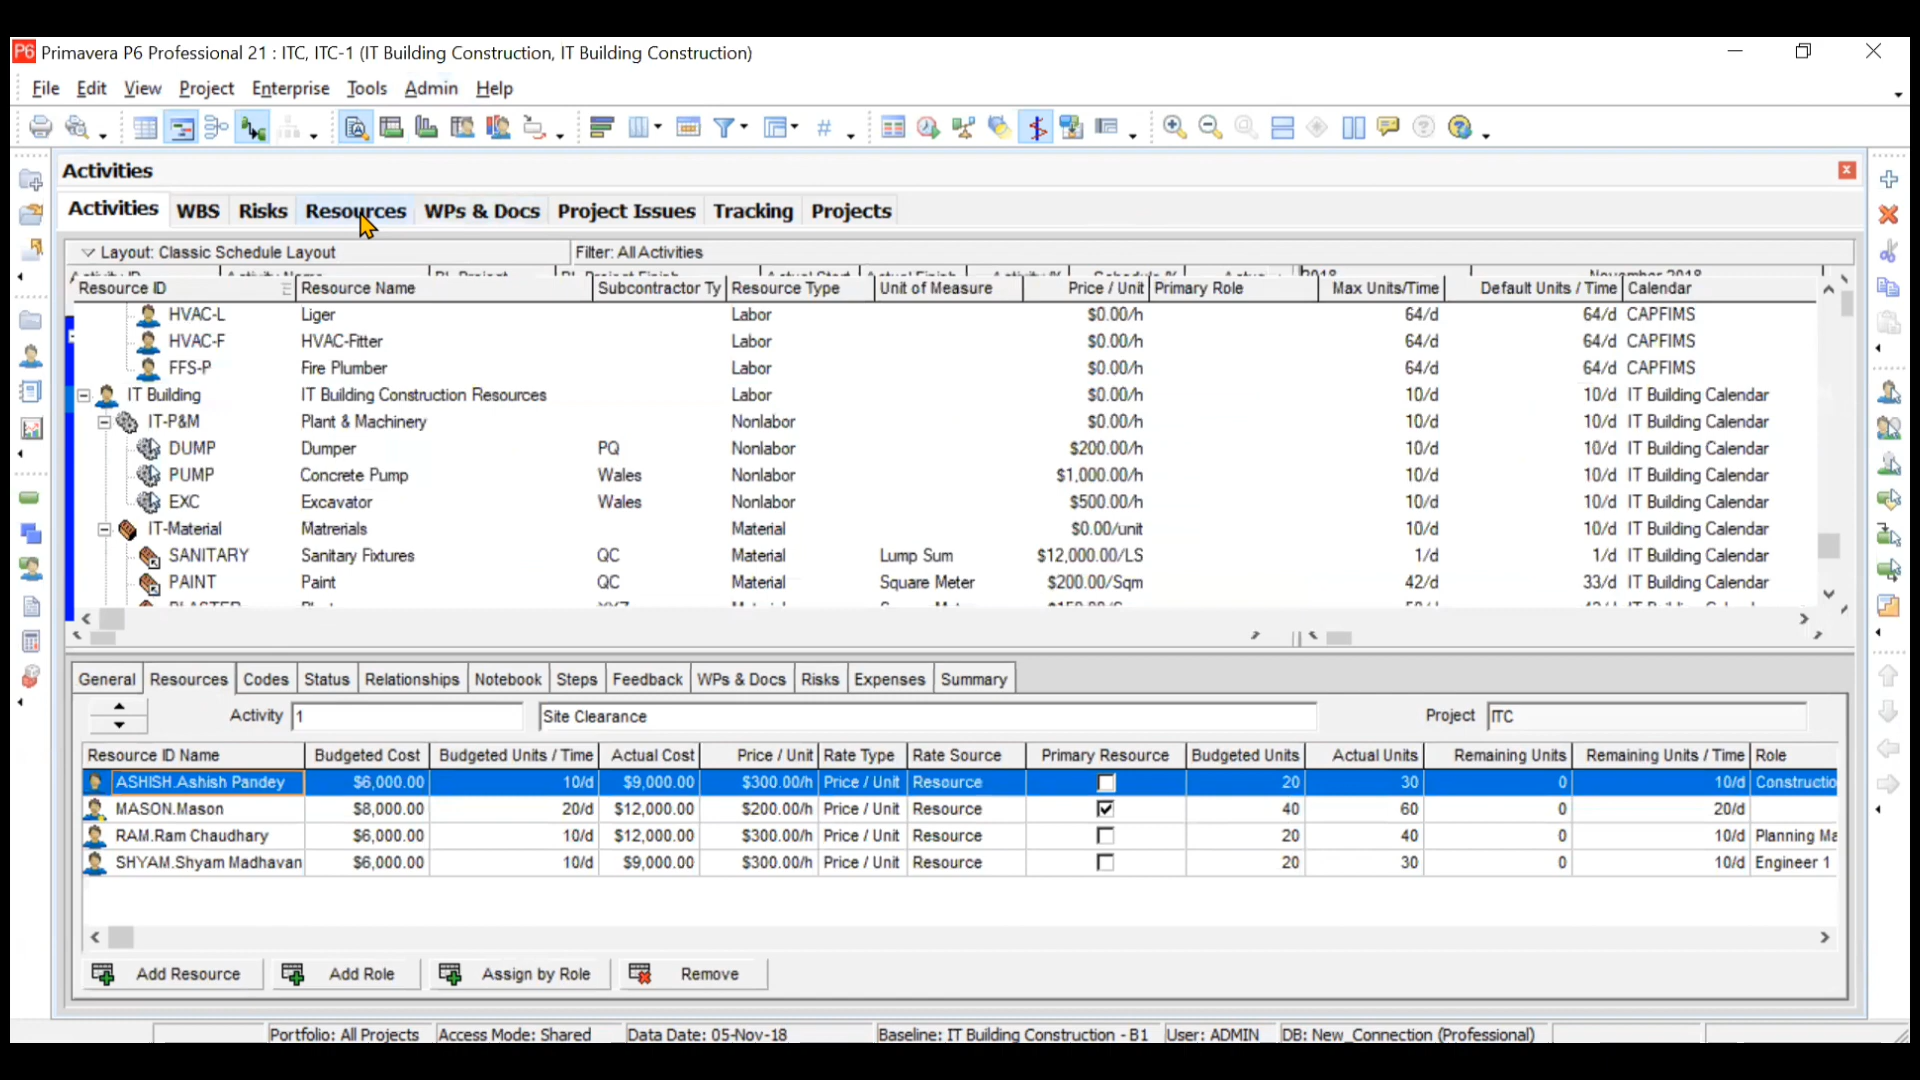 P6 Primavera P6 Professional 21 : ITC, ITC-1 (IT Building Construction, IT Building Construction)
File Edit View Project Enterprise Tools Admin Help
Activities
Activities WBS Risks Resources WPs & Docs Project Issues Tracking Projects
Layout: Classic Schedule Layout Filter: All Activities
Resource ID Resource Name Subcontractor Ty Resource Type Unit of Measure Price / Unit Primary Role Max Units/Time Default Units / Time Calendar
HVAC-L Liger Labor $0.00/h 64/d 64/d CAPFIMS
HVAC-F HVAC-Fitter Labor $0.00/h 64/d 64/d CAPFIMS
FFS-P Fire Plumber Labor $0.00/h 64/d 64/d CAPFIMS
IT Building IT Building Construction Resources Labor $0.00/h 10/d 10/d IT Building Calendar
IT-P&M Plant & Machinery Nonlabor $0.00/h 10/d 10/d IT Building Calendar
DUMP Dumper PQ Nonlabor $200.00/h 10/d 10/d IT Building Calendar
PUMP Concrete Pump Wales Nonlabor $1,000.00/h 10/d 10/d IT Building Calendar
EXC Excavator Wales Nonlabor $500.00/h 10/d 10/d IT Building Calendar
IT-Material Matrerials Material $0.00/unit 10/d 10/d IT Building Calendar
SANITARY Sanitary Fixtures QC Material Lump Sum $12,000.00/LS 1/d 1/d IT Building Calendar
PAINT Paint QC Material Square Meter $200.00/Sqm 42/d 33/d IT Building Calendar
General Resources Codes Status Relationships Notebook Steps Feedback WPs & Docs Risks Expenses Summary
Activity 1 Site Clearance Project ITC
Resource ID Name Budgeted Cost Budgeted Units / Time Actual Cost Price / Unit Rate Type Rate Source Primary Resource Budgeted Units Actual Units Remaining Units Remaining Units / Time Role
ASHISH.Ashish Pandey $6,000.00 10/d $9,000.00 $300.00/h Price / Unit Resource 20 30 0 10/d Constructio
MASON.Mason $8,000.00 20/d $12,000.00 $200.00/h Price / Unit Resource 40 60 0 20/d
RAM.Ram Chaudhary $6,000.00 10/d $12,000.00 $300.00/h Price / Unit Resource 20 40 0 10/d Planning Ma
SHYAM.Shyam Madhavan $6,000.00 10/d $9,000.00 $300.00/h Price / Unit Resource 20 30 0 10/d Engineer 1
Add Resource Add Role Assign by Role Remove
Portfolio: All Projects Access Mode: Shared Data Date: 05-Nov-18 Baseline: IT Building Construction - B1 User: ADMIN DB: New_Connection (Professional)